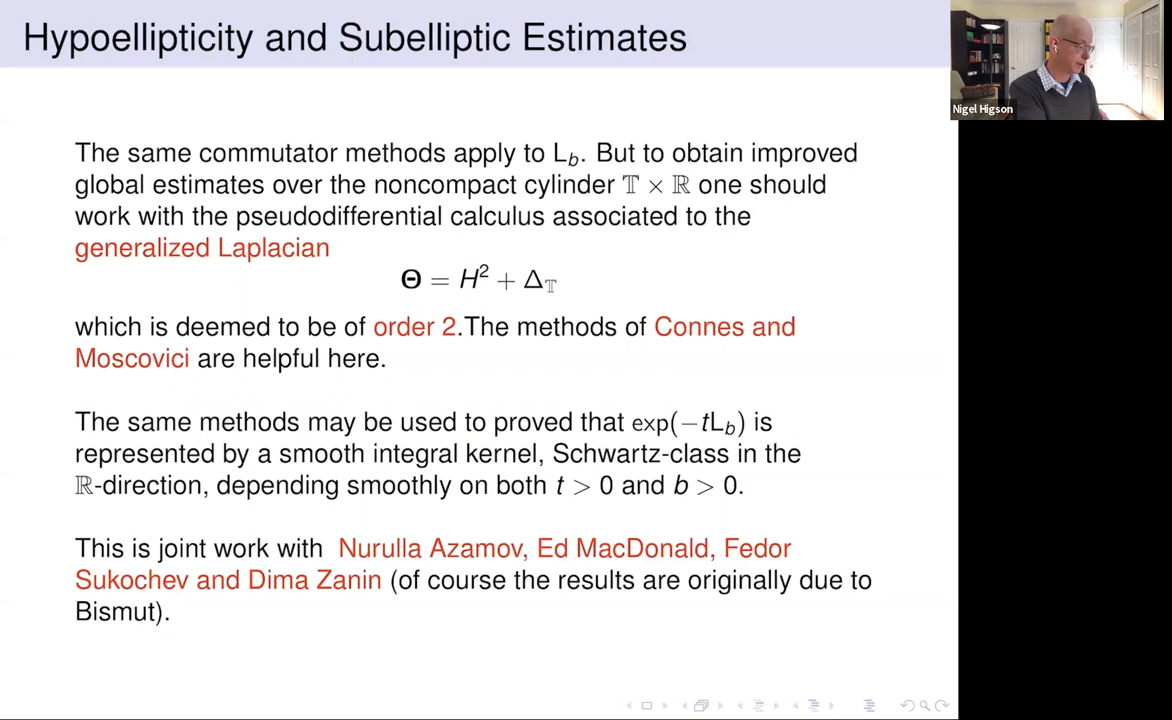 Hypoellipticity and Subelliptic Estimates
Nigel Higson
The same commutator methods apply to L_b. But to obtain improved
global estimates over the noncompact cylinder 𝕋 × ℝ one should
work with the pseudodifferential calculus associated to the
generalized Laplacian
Θ = H² + Δ_𝕋
which is deemed to be of order 2.The methods of Connes and
Moscovici are helpful here.
The same methods may be used to proved that exp(−tL_b) is
represented by a smooth integral kernel, Schwartz-class in the
ℝ-direction, depending smoothly on both t > 0 and b > 0.
This is joint work with Nurulla Azamov, Ed MacDonald, Fedor
Sukochev and Dima Zanin (of course the results are originally due to
Bismut).